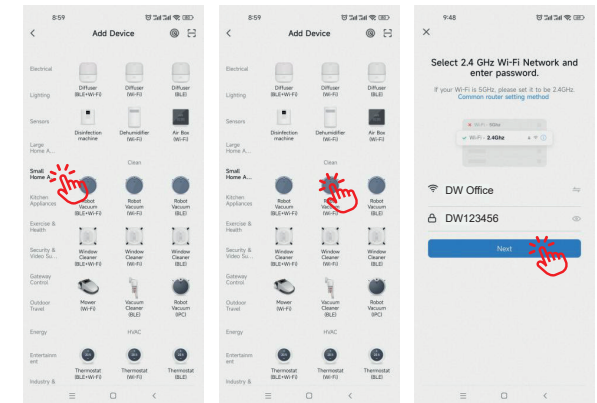 8:59
Add Device
Electrical
Lighting
Sensors
Large
Home A...
Small
Home A...
Kitchen
Appliances
Exercise &
Health
Security &
Video Su...
Gateway
Control
Outdoor
Travel
Energy
Entertainm
ent
Industry &
Diffuser
(BLE+Wi-Fi)
Diffuser
(Wi-Fi)
Diffuser
(BLE)
Disinfection
machine
Dehumidifier
(Wi-Fi)
Air Box
(Wi-Fi)
Clean
Robot
Vacuum
(BLE+Wi-Fi)
Robot
Vacuum
(Wi-Fi)
Robot
Vacuum
(BLE)
Window
Cleaner
(BLE+Wi-Fi)
Window
Cleaner
(Wi-Fi)
Window
Cleaner
(BLE)
Mower
(Wi-Fi)
Vacuum
Cleaner
(BLE)
Robot
Vacuum
(IPC)
HVAC
Thermostat
(BLE+Wi-Fi)
Thermostat
(Wi-Fi)
Thermostat
(BLE)
8:59
Add Device
Electrical
Lighting
Sensors
Large
Home A...
Small
Home A...
Kitchen
Appliances
Exercise &
Health
Security &
Video Su...
Gateway
Control
Outdoor
Travel
Energy
Entertainm
ent
Industry &
Diffuser
(BLE+Wi-Fi)
Diffuser
(Wi-Fi)
Diffuser
(BLE)
Disinfection
machine
Dehumidifier
(Wi-Fi)
Air Box
(Wi-Fi)
Clean
Robot
Vacuum
(BLE+Wi-Fi)
Robot
Vacuum
(Wi-Fi)
Robot
Vacuum
(BLE)
Window
Cleaner
(BLE+Wi-Fi)
Window
Cleaner
(Wi-Fi)
Window
Cleaner
(BLE)
Mower
(Wi-Fi)
Vacuum
Cleaner
(BLE)
Robot
Vacuum
(IPC)
HVAC
Thermostat
(BLE+Wi-Fi)
Thermostat
(Wi-Fi)
Thermostat
(BLE)
9:48
Select 2.4 GHz Wi-Fi Network and
enter password.
If your Wi-Fi is 5GHz, please set it to be 2.4GHz.
Common router setting method
Wi-Fi - 5Ghz
Wi-Fi - 2.4Ghz
DW Office
DW123456
Next